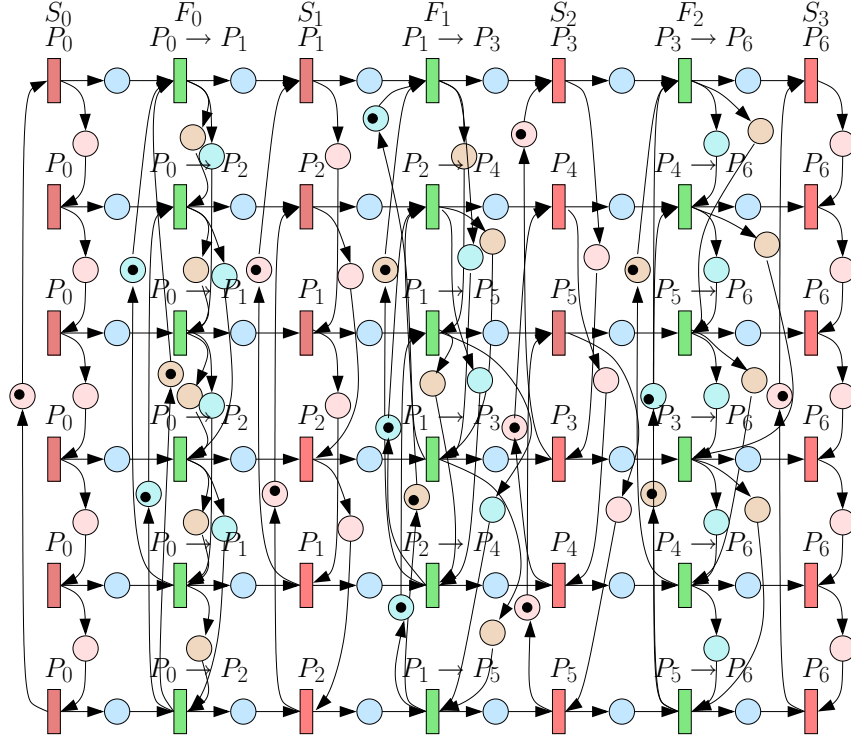 S₀ F₀ S₁ F₁ S₂ F₂ S₃
P₀ P₀ → P₁ P₁ P₁ → P₃ P₃ P₃ → P₆ P₆
P₀ P₀ → P₂ P₂ P₂ → P₄ P₄ P₄ → P₆ P₆
P₀ P₀ → P₁ P₁ P₁ → P₅ P₅ P₅ → P₆ P₆
P₀ P₀ → P₂ P₂ P₁ → P₃ P₃ P₃ → P₆ P₆
P₀ P₀ → P₁ P₁ P₂ → P₄ P₄ P₄ → P₆ P₆
P₀ P₀ → P₂ P₂ P₁ → P₅ P₅ P₅ → P₆ P₆